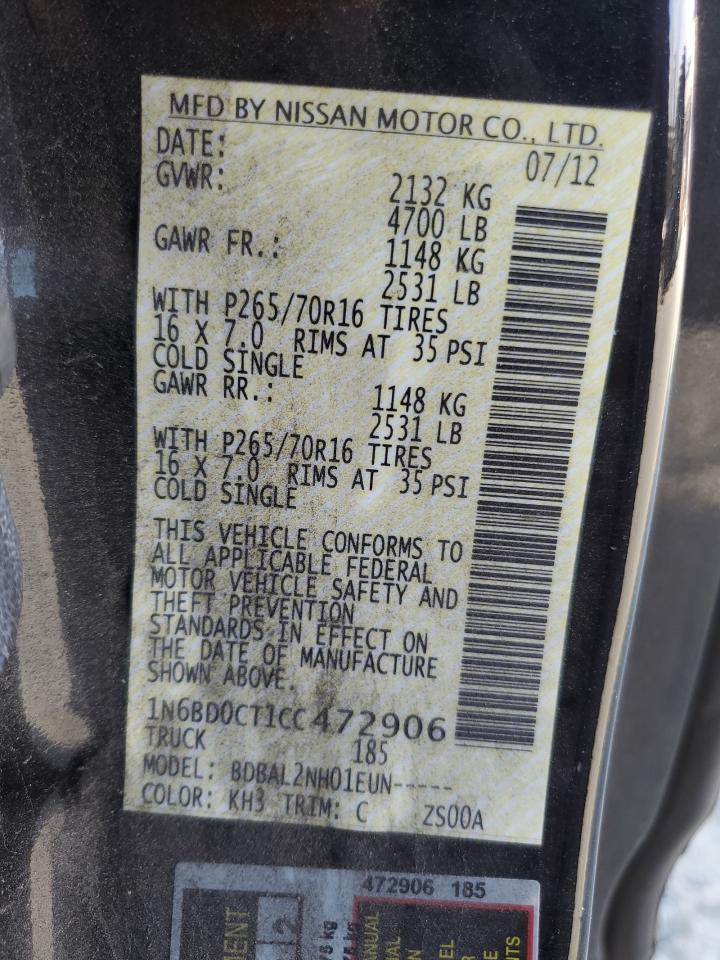 MFD BY NISSAN MOTOR CO., LTD.
DATE: 07/12
GVWR: 2132 KG
4700 LB
GAWR FR.: 1148 KG
2531 LB
WITH P265/70R16 TIRES
16 X 7.0 RIMS AT 35 PSI
COLD SINGLE
GAWR RR.: 1148 KG
2531 LB
WITH P265/70R16 TIRES
16 X 7.0 RIMS AT 35 PSI
COLD SINGLE
THIS VEHICLE CONFORMS TO
ALL APPLICABLE FEDERAL
MOTOR VEHICLE SAFETY AND
THEFT PREVENTION
STANDARDS IN EFFECT ON
THE DATE OF MANUFACTURE
SHOWN ABOVE.
1N6BD0CT1CC472906
TRUCK 185
MODEL: BDBAL2NH01EUN-----
COLOR: KH3 TRIM: C ZS00A
472906 185
2
kg